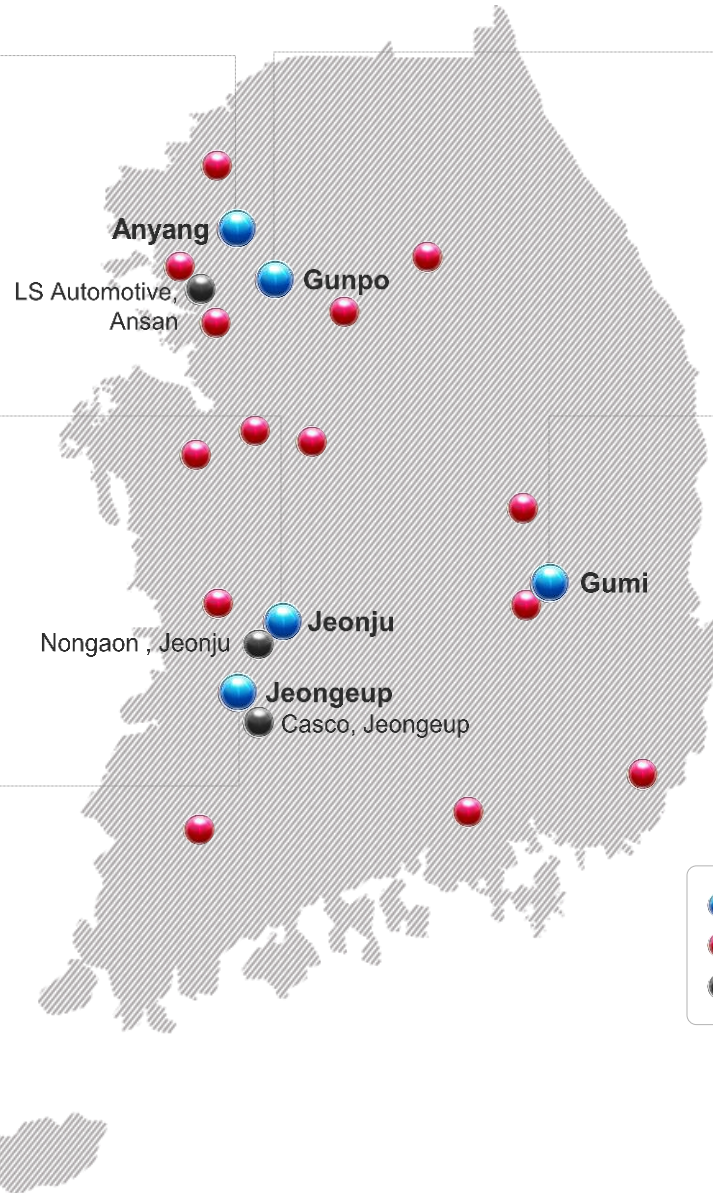 Anyang
Gunpo
LS Automotive,
Ansan
Gumi
Jeonju
Nongaon , Jeonju
Jeongeup
Casco, Jeongeup